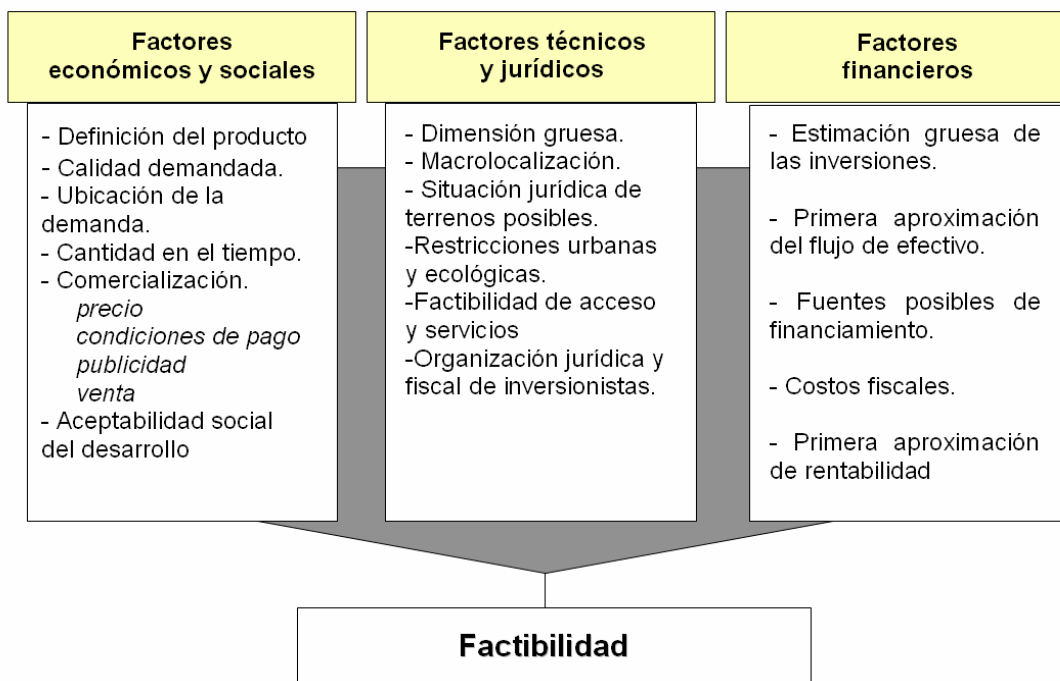 Factores
económicos y sociales
- Definición del producto
- Calidad demandada.
- Ubicación de la
demanda.
- Cantidad en el tiempo.
- Comercialización.
precio
condiciones de pago
publicidad
venta
- Aceptabilidad social
del desarrollo
Factores técnicos
y jurídicos
- Dimensión gruesa.
- Macrolocalización.
- Situación jurídica de
terrenos posibles.
-Restricciones urbanas
y ecológicas.
-Factibilidad de acceso
y servicios
-Organización jurídica y
fiscal de inversionistas.
Factores
financieros
- Estimación gruesa de
las inversiones.
- Primera aproximación
del flujo de efectivo.
- Fuentes posibles de
financiamiento.
- Costos fiscales.
- Primera aproximación
de rentabilidad
Factibilidad